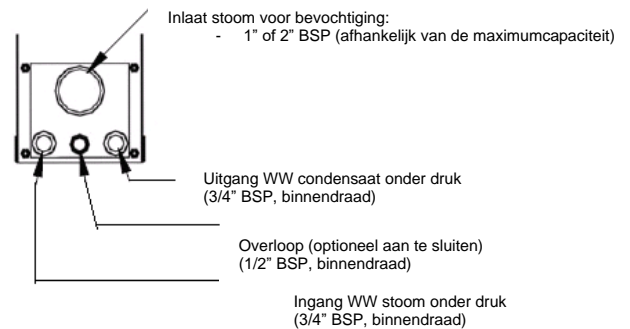 Inlaat stoom voor bevochtiging:
- 1” of 2” BSP (afhankelijk van de maximumcapaciteit)
Uitgang WW condensaat onder druk
(3/4” BSP, binnendraad)
Overloop (optioneel aan te sluiten)
(1/2” BSP, binnendraad)
Ingang WW stoom onder druk
(3/4” BSP, binnendraad)